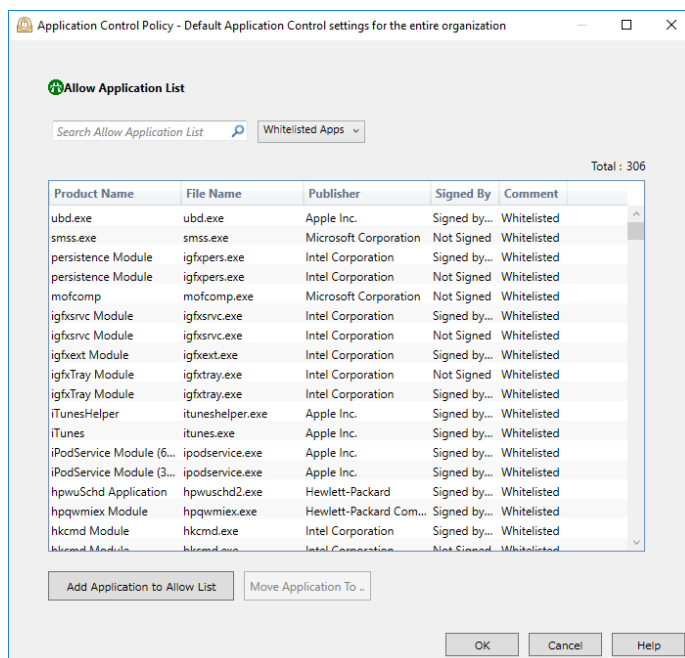 Application Control Policy - Default Application Control settings for the entire organization
Allow Application List
Search Allow Application List Whitelisted Apps
Total : 306
Product Name File Name Publisher Signed By Comment
ubd.exe ubd.exe Apple Inc. Signed by... Whitelisted
smss.exe smss.exe Microsoft Corporation Not Signed Whitelisted
persistence Module igfxpers.exe Intel Corporation Signed by... Whitelisted
persistence Module igfxpers.exe Intel Corporation Not Signed Whitelisted
mofcomp mofcomp.exe Microsoft Corporation Not Signed Whitelisted
igfxsrvc Module igfxsrvc.exe Intel Corporation Signed by... Whitelisted
igfxsrvc Module igfxsrvc.exe Intel Corporation Not Signed Whitelisted
igfxext Module igfxext.exe Intel Corporation Signed by... Whitelisted
igfxTray Module igfxtray.exe Intel Corporation Not Signed Whitelisted
igfxTray Module igfxtray.exe Intel Corporation Signed by... Whitelisted
iTunesHelper ituneshelper.exe Apple Inc. Signed by... Whitelisted
iTunes itunes.exe Apple Inc. Signed by... Whitelisted
iPodService Module (6... ipodservice.exe Apple Inc. Signed by... Whitelisted
iPodService Module (3... ipodservice.exe Apple Inc. Signed by... Whitelisted
hpwuSchd Application hpwuschd2.exe Hewlett-Packard Signed by... Whitelisted
hpqwmiex Module hpqwmiex.exe Hewlett-Packard Com... Signed by... Whitelisted
hkcmd Module hkcmd.exe Intel Corporation Signed by... Whitelisted
hkcmd Module hkcmd.exe Intel Corporation Not Signed Whitelisted
Add Application to Allow List Move Application To ..
OK Cancel Help